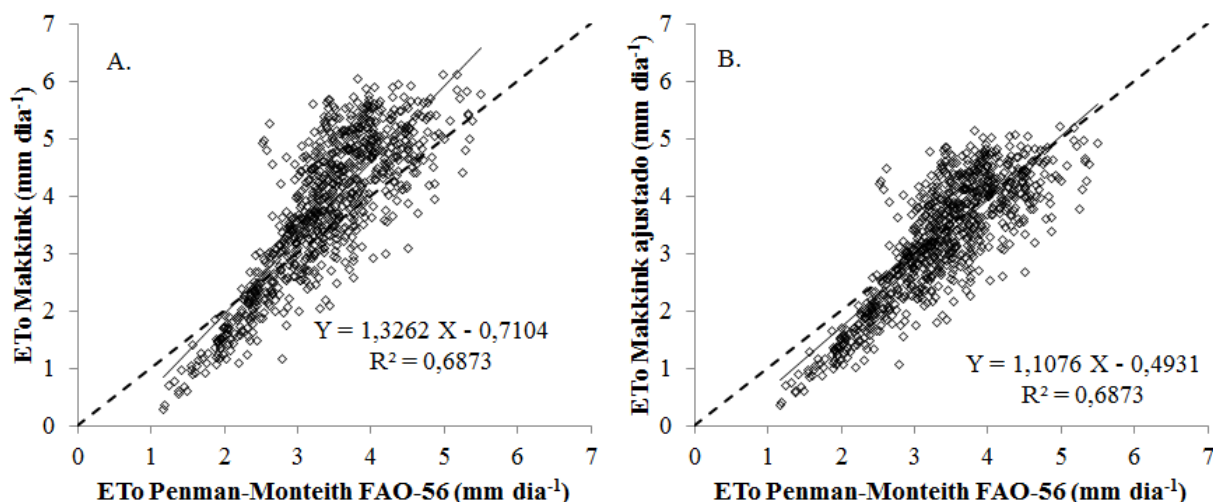 A.
ETo Makkink (mm dia⁻¹)
7
6
5
4
3
2
1
0
Y = 1,3262 X - 0,7104
R² = 0,6873
0 1 2 3 4 5 6 7
ETo Penman-Monteith FAO-56 (mm dia⁻¹)
B.
ETo Makkink ajustado (mm dia⁻¹)
7
6
5
4
3
2
1
0
Y = 1,1076 X - 0,4931
R² = 0,6873
0 1 2 3 4 5 6 7
ETo Penman-Monteith FAO-56 (mm dia⁻¹)